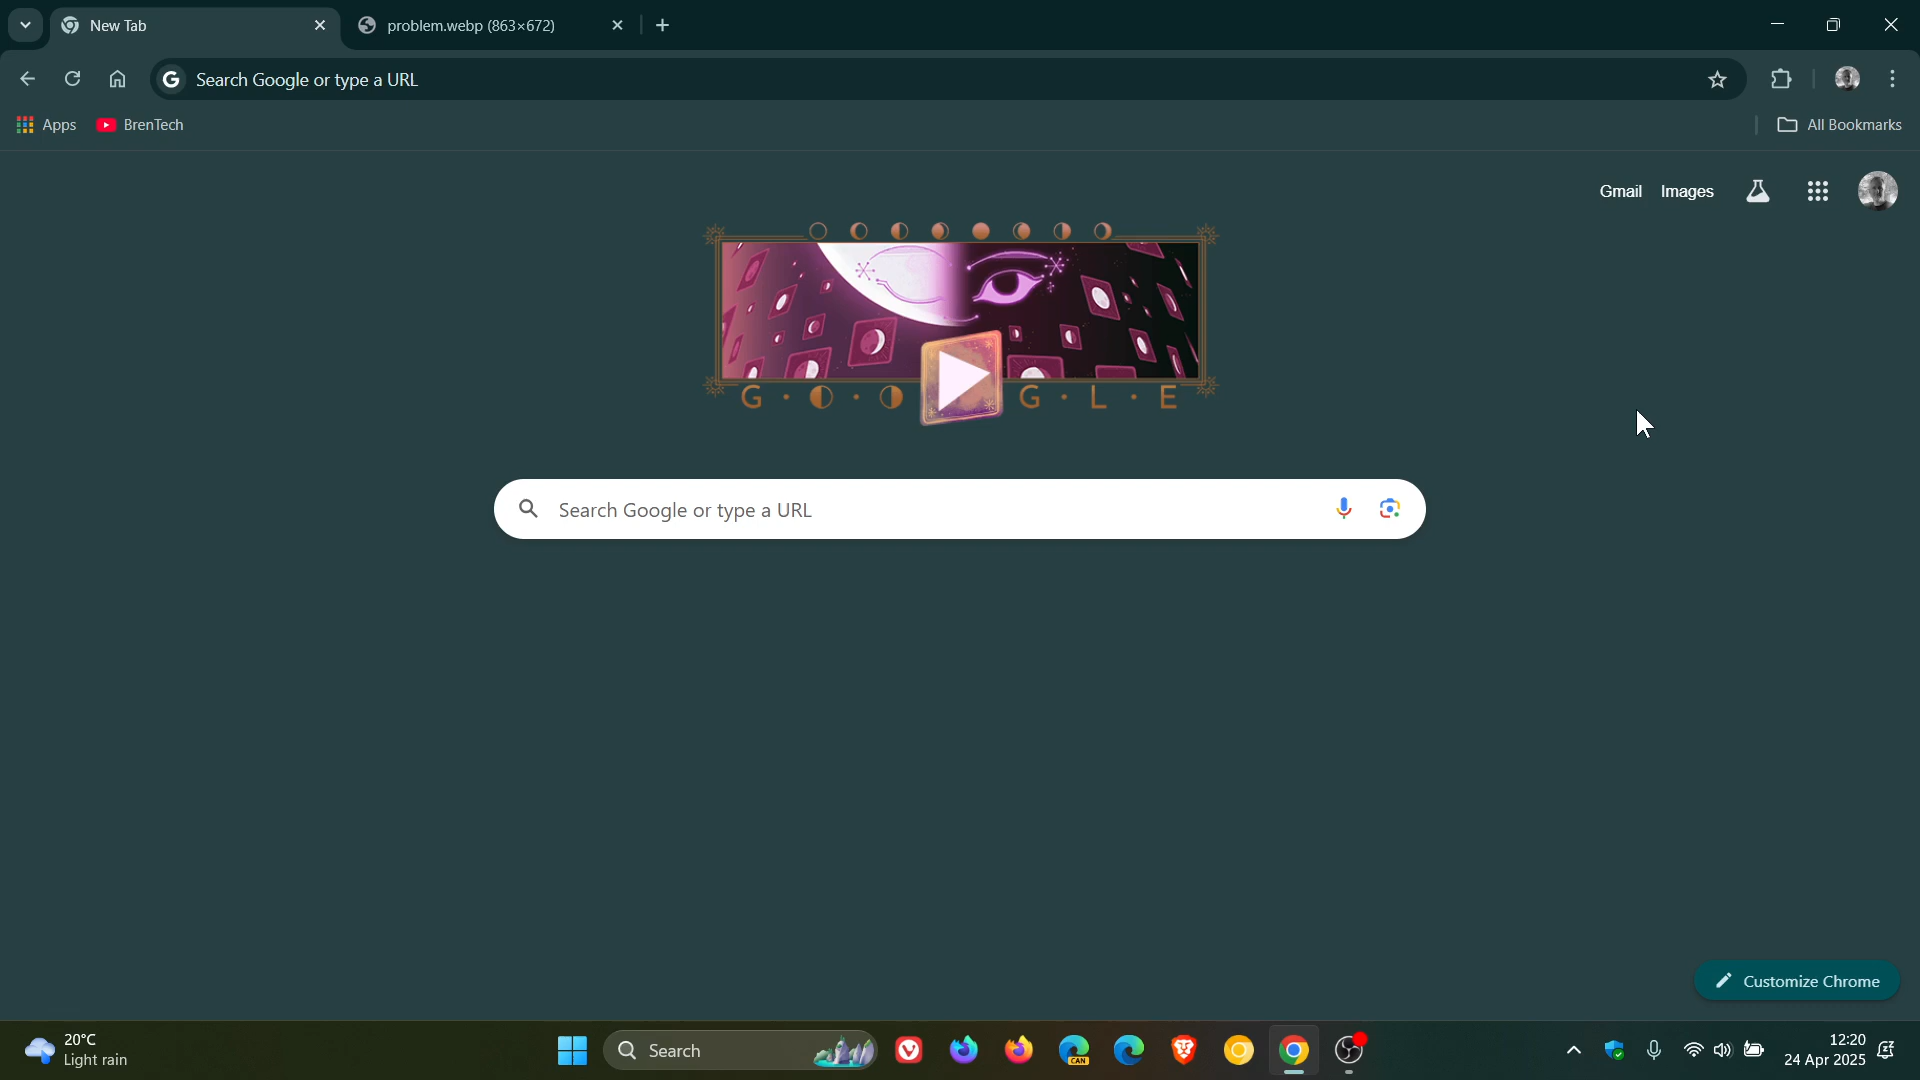 New Tab
problem.webp (863×672)
Search Google or type a URL
Apps
BrenTech
All Bookmarks
Gmail Images
G · O · O G · L · E
Search Google or type a URL
Customize Chrome
20°C
Light rain
Search
CAN
12:20
24 Apr 2025